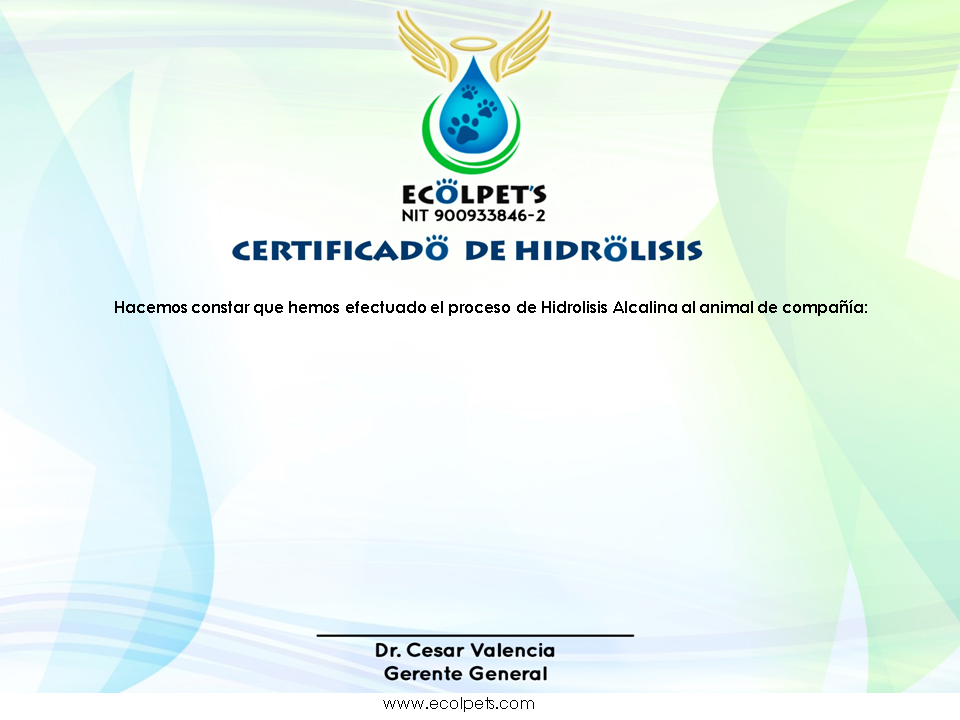 ECOLPET'S
NIT 900933846-2
CERTIFICADO DE HIDROLISIS
Hacemos constar que hemos efectuado el proceso de Hidrolisis Alcalina al animal de compañía:
Dr. Cesar Valencia
Gerente General
www.ecolpets.com